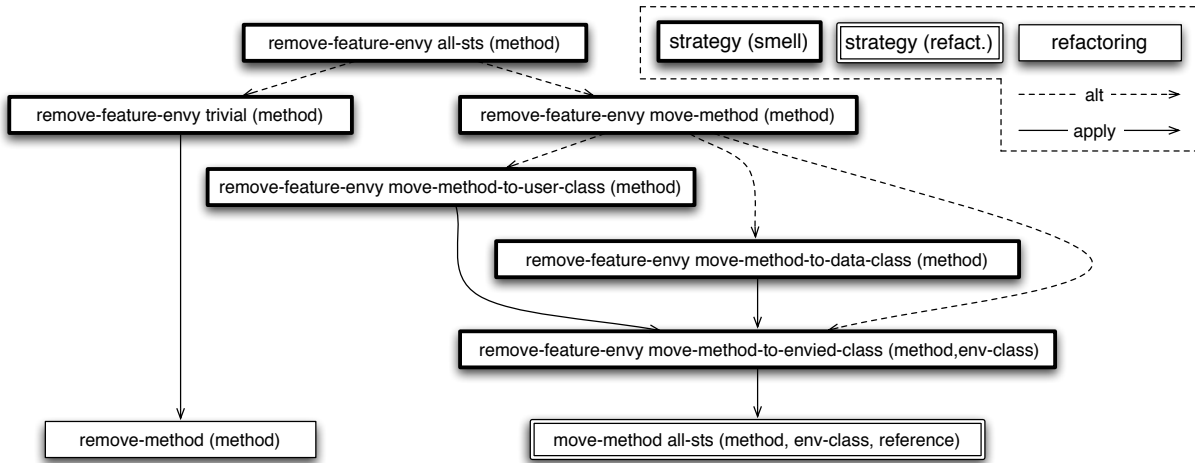 remove-feature-envy all-sts (method)
strategy (smell)
strategy (refact.)
refactoring
alt
apply
remove-feature-envy trivial (method)
remove-feature-envy move-method (method)
remove-feature-envy move-method-to-user-class (method)
remove-feature-envy move-method-to-data-class (method)
remove-feature-envy move-method-to-envied-class (method,env-class)
remove-method (method)
move-method all-sts (method, env-class, reference)